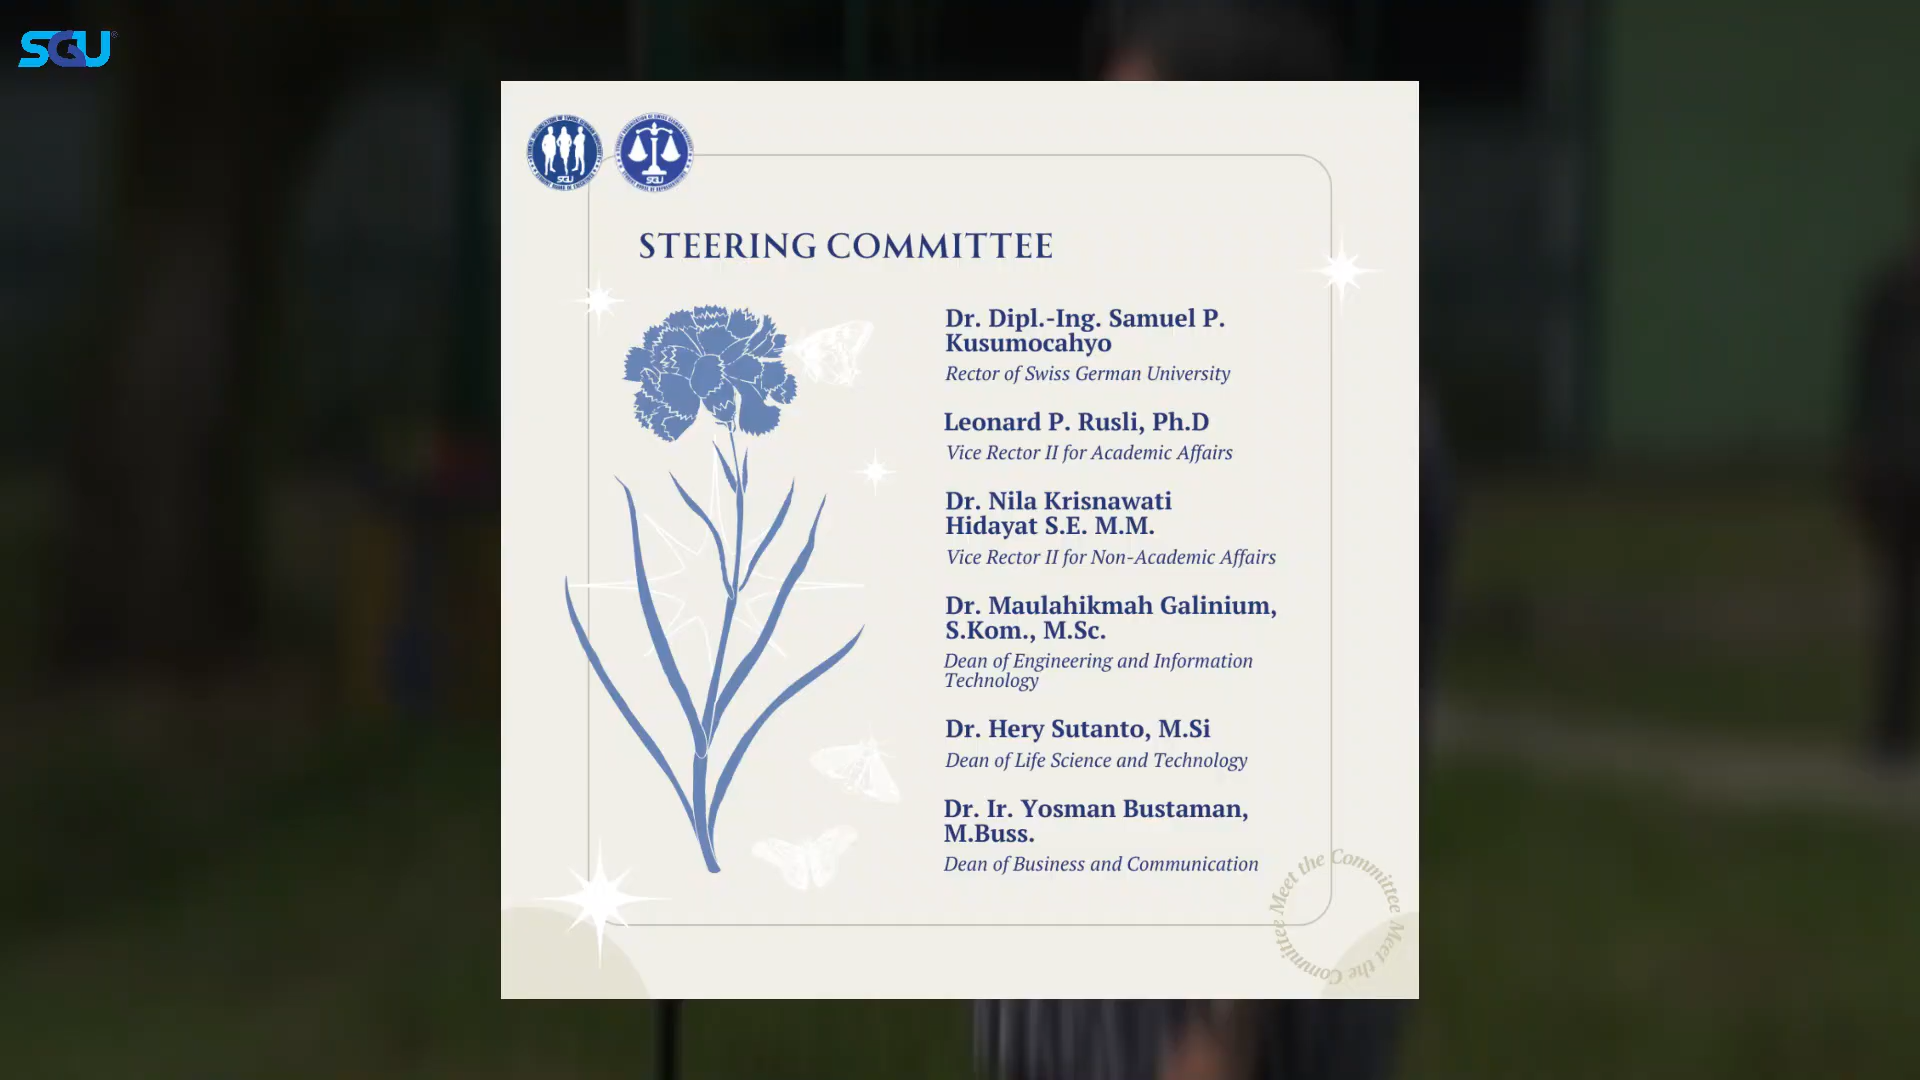 SGU
SGU
SGU
STEERING COMMITTEE
Dr. Dipl.-Ing. Samuel P.
Kusumocahyo
Rector of Swiss German University
Leonard P. Rusli, Ph.D
Vice Rector II for Academic Affairs
Dr. Nila Krisnawati
Hidayat S.E. M.M.
Vice Rector II for Non-Academic Affairs
Dr. Maulahikmah Galinium,
S.Kom., M.Sc.
Dean of Engineering and Information
Technology
Dr. Hery Sutanto, M.Si
Dean of Life Science and Technology
Dr. Ir. Yosman Bustaman,
M.Buss.
Dean of Business and Communication
Meet the Committee Meet the Committee